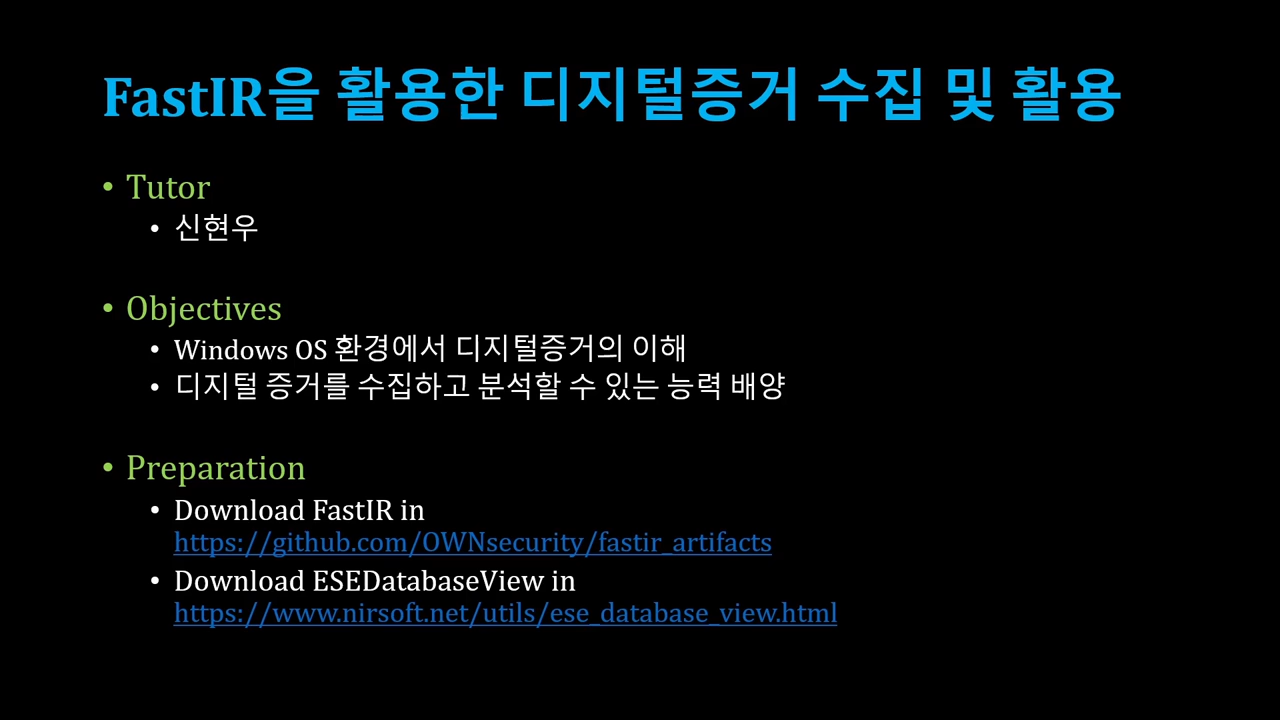 FastIR을 활용한 디지털증거 수집 및 활용
• Tutor
• 신현우
• Objectives
• Windows OS 환경에서 디지털증거의 이해
• 디지털 증거를 수집하고 분석할 수 있는 능력 배양
• Preparation
• Download FastIR in
https://github.com/OWNsecurity/fastir_artifacts
• Download ESEDatabaseView in
https://www.nirsoft.net/utils/ese_database_view.html